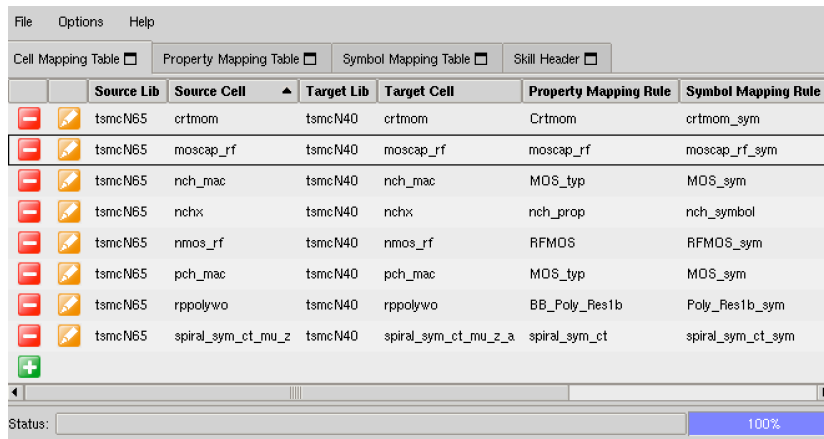 File Options Help
Cell Mapping Table Property Mapping Table Symbol Mapping Table Skill Header
Source Lib Source Cell Target Lib Target Cell Property Mapping Rule Symbol Mapping Rule
tsmcN65 crtmom tsmcN40 crtmom Crtmom crtmom_sym
tsmcN65 moscap_rf tsmcN40 moscap_rf moscap_rf moscap_rf_sym
tsmcN65 nch_mac tsmcN40 nch_mac MOS_typ MOS_sym
tsmcN65 nchx tsmcN40 nchx nch_prop nch_symbol
tsmcN65 nmos_rf tsmcN40 nmos_rf RFMOS RFMOS_sym
tsmcN65 pch_mac tsmcN40 pch_mac MOS_typ MOS_sym
tsmcN65 rppolywo tsmcN40 rppolywo BB_Poly_Res1b Poly_Res1b_sym
tsmcN65 spiral_sym_ct_mu_z tsmcN40 spiral_sym_ct_mu_z_a spiral_sym_ct spiral_sym_ct_sym
Status: 100%